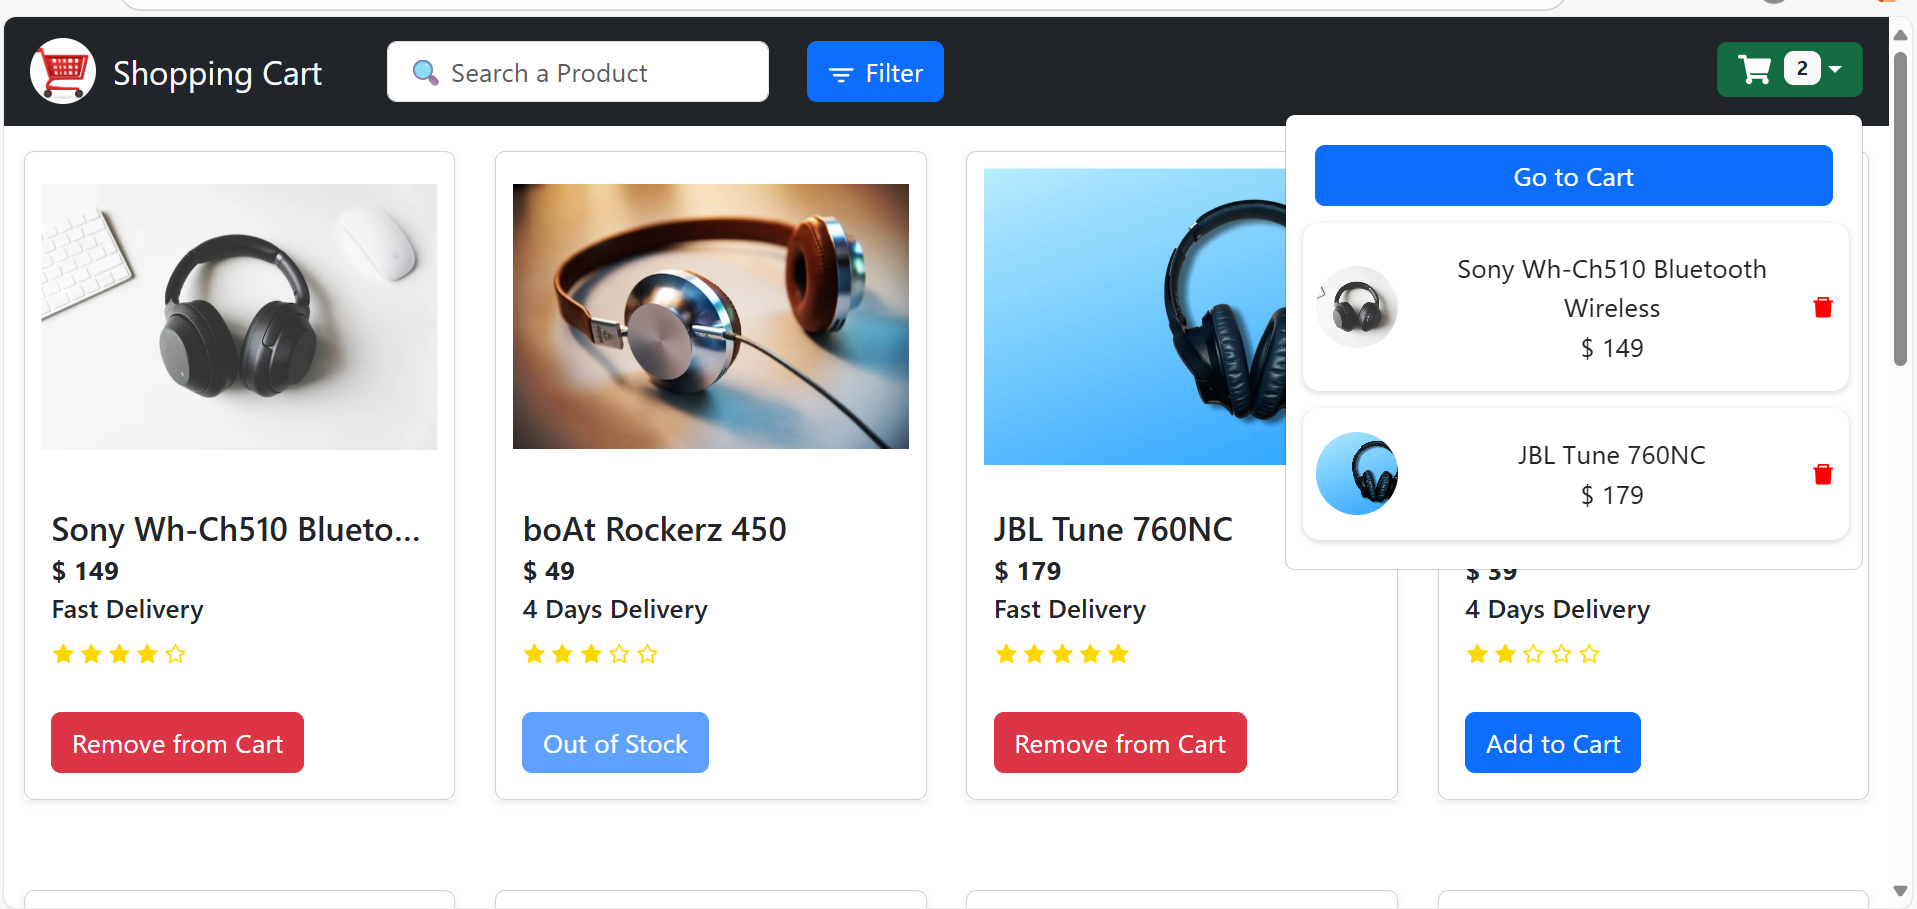 Shopping Cart
Search a Product
Filter
2
Go to Cart
Sony Wh-Ch510 Bluetooth
Wireless
$ 149
JBL Tune 760NC
$ 179
Sony Wh-Ch510 Blueto...
$ 149
Fast Delivery
Remove from Cart
boAt Rockerz 450
$ 49
4 Days Delivery
Out of Stock
JBL Tune 760NC
$ 179
Fast Delivery
Remove from Cart
$ 39
4 Days Delivery
Add to Cart